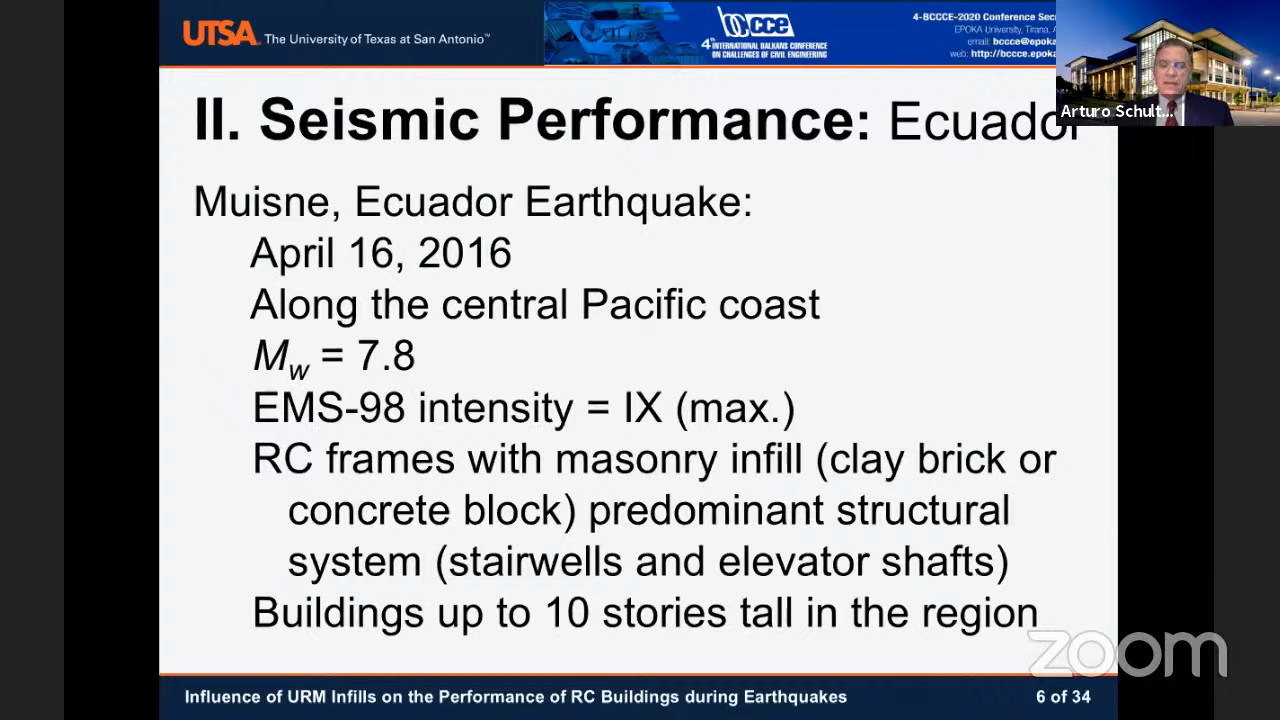 UTSA The University of Texas at San Antonio™
bccce
4th INTERNATIONAL BALKANS CONFERENCE
ON CHALLENGES OF CIVIL ENGINEERING
4-BCCCE-2020 Conference Sec
EPOKA University, Tirana, A
email: bccce@epoka
web: http://bccce.epoka
Arturo Schult...
II. Seismic Performance: Ecuador
Muisne, Ecuador Earthquake:
April 16, 2016
Along the central Pacific coast
Mw = 7.8
EMS-98 intensity = IX (max.)
RC frames with masonry infill (clay brick or
concrete block) predominant structural
system (stairwells and elevator shafts)
Buildings up to 10 stories tall in the region
zoom
Influence of URM Infills on the Performance of RC Buildings during Earthquakes 6 of 34